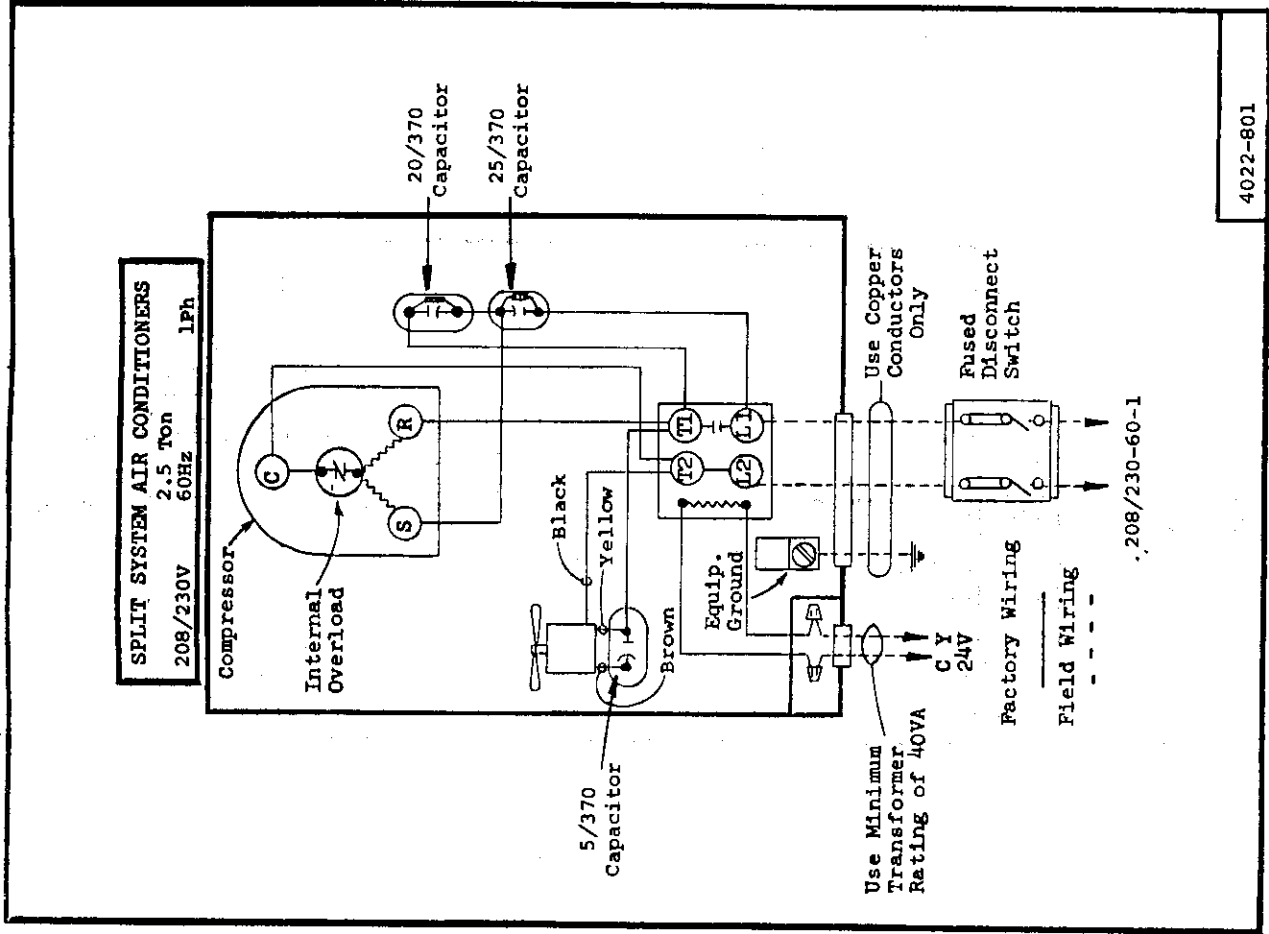 SPLIT SYSTEM AIR CONDITIONERS
2.5 Ton
208/230V 60Hz 1Ph
Compressor
Internal
Overload
C
S
R
20/370
Capacitor
25/370
Capacitor
Black
Yellow
Brown
5/370
Capacitor
T2
T1
L2
L1
Equip.
Ground
Use Copper
Conductors
Only
Use Minimum
Transformer
Rating of 40VA
C Y
24V
Fused
Disconnect
Switch
Factory Wiring
Field Wiring
208/230-60-1
4022-801